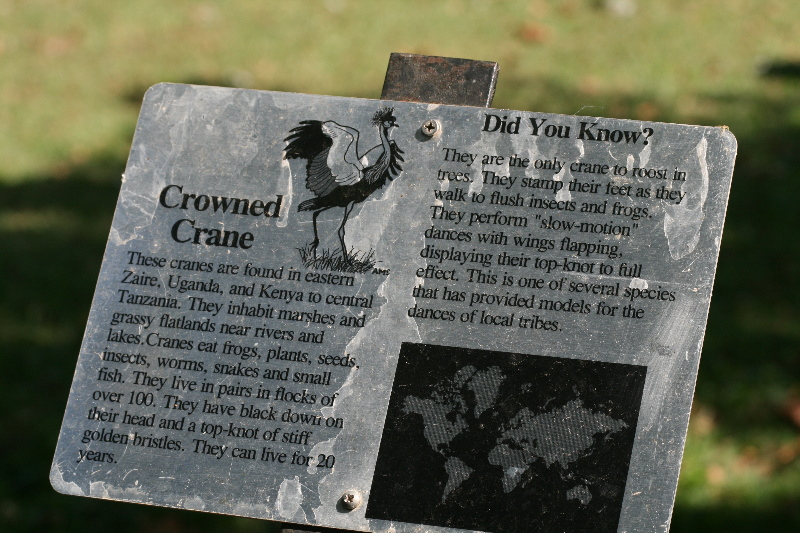 Crowned
Crane
These cranes are found in eastern
Zaire, Uganda, and Kenya to central
Tanzania. They inhabit marshes and
grassy flatlands near rivers and
lakes.Cranes eat frogs, plants, seeds,
insects, worms, snakes and small
fish. They live in pairs in flocks of
over 100. They have black down on
their head and a top-knot of stiff
golden bristles. They can live for 20
years.
AMS
Did You Know?
They are the only crane to roost in
trees. They stamp their feet as they
walk to flush insects and frogs.
They perform "slow-motion"
dances with wings flapping,
displaying their top-knot to full
effect. This is one of several species
that has provided models for the
dances of local tribes.